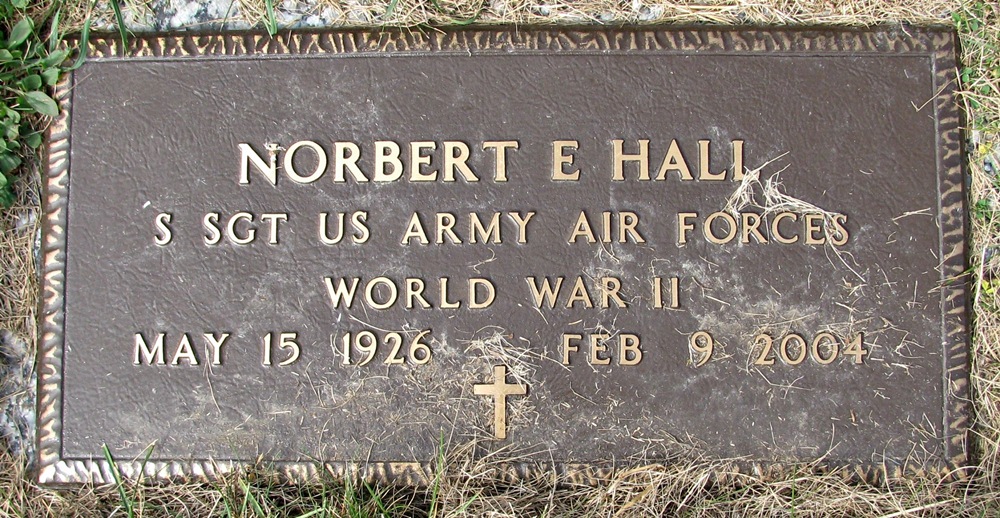 NORBERT E HALL
S SGT US ARMY AIR FORCES
WORLD WAR II
MAY 15 1926 FEB 9 2004